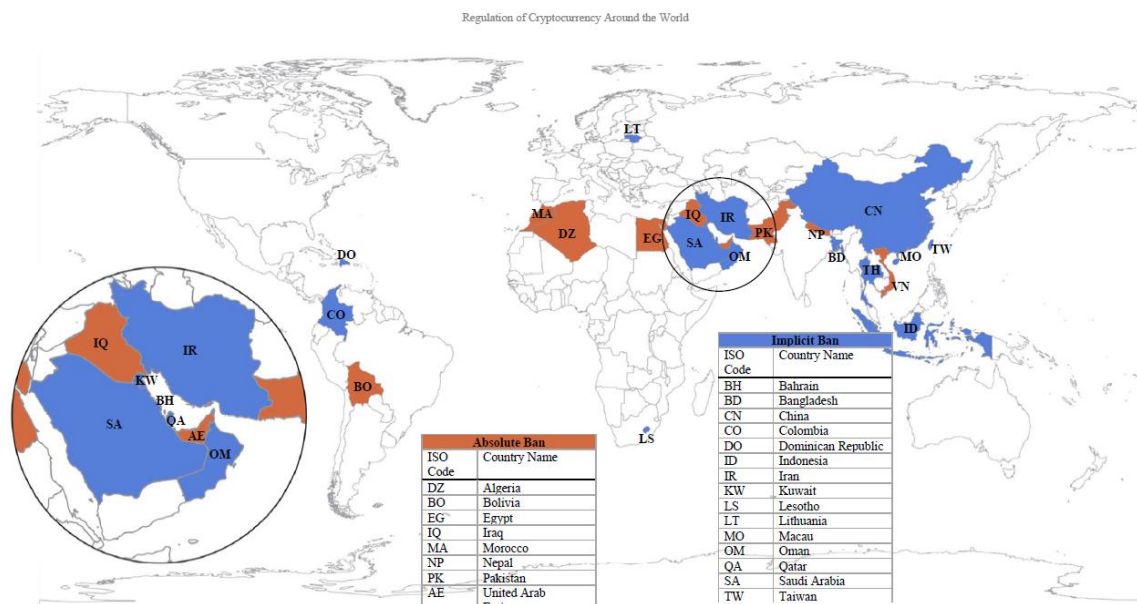 Regulation of Cryptocurrency Around the World
LT
CN
MA
DZ
EG
IQ
IR
SA
OM
PK
NP
BD
MO
TW
TH
VN
ID
DO
CO
BO
LS
IQ
IR
KW
BH
SA
QA
AE
OM
Absolute Ban
ISO Code Country Name
DZ Algeria
BO Bolivia
EG Egypt
IQ Iraq
MA Morocco
NP Nepal
PK Pakistan
AE United Arab
Implicit Ban
ISO Code Country Name
BH Bahrain
BD Bangladesh
CN China
CO Colombia
DO Dominican Republic
ID Indonesia
IR Iran
KW Kuwait
LS Lesotho
LT Lithuania
MO Macau
OM Oman
QA Qatar
SA Saudi Arabia
TW Taiwan